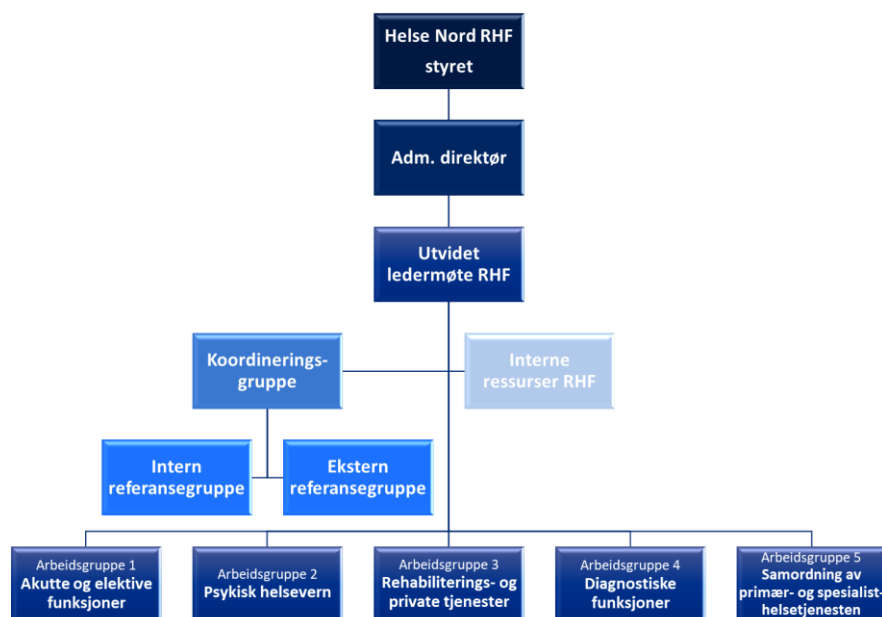 Helse Nord RHF
styret
Adm. direktør
Utvidet
ledermøte RHF
Koordinerings-
gruppe
Interne
ressurser RHF
Intern
referansegruppe
Ekstern
referansegruppe
Arbeidsgruppe 1
Akutte og elektive
funksjoner
Arbeidsgruppe 2
Psykisk helsevern
Arbeidsgruppe 3
Rehabiliterings- og
private tjenester
Arbeidsgruppe 4
Diagnostiske
funksjoner
Arbeidsgruppe 5
Samordning av
primær- og spesialist-
helsetjenesten